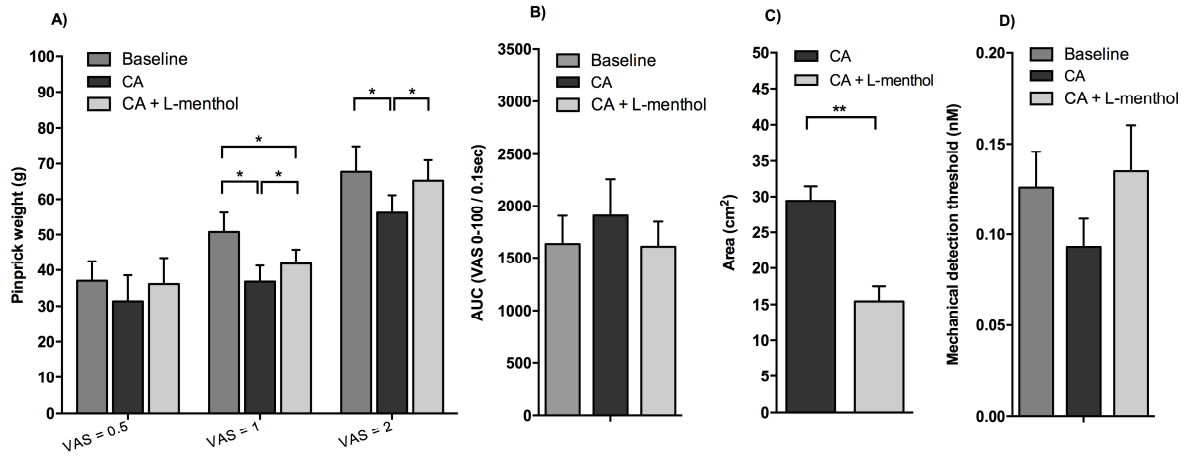 A)
Baseline
CA
CA + L-menthol
*
* *
* *
Pinprick weight (g)
100
90
80
70
60
50
40
30
20
10
0
VAS = 0.5
VAS = 1
VAS = 2
B)
Baseline
CA
CA + L-menthol
AUC (VAS 0-100 / 0.1sec)
3500
3000
2500
2000
1500
1000
500
0
C)
CA
CA + L-menthol
**
Area (cm²)
50
45
40
35
30
25
20
15
10
5
0
D)
Baseline
CA
CA + L-menthol
Mechanical detection threshold (nM)
0.20
0.15
0.10
0.05
0.00